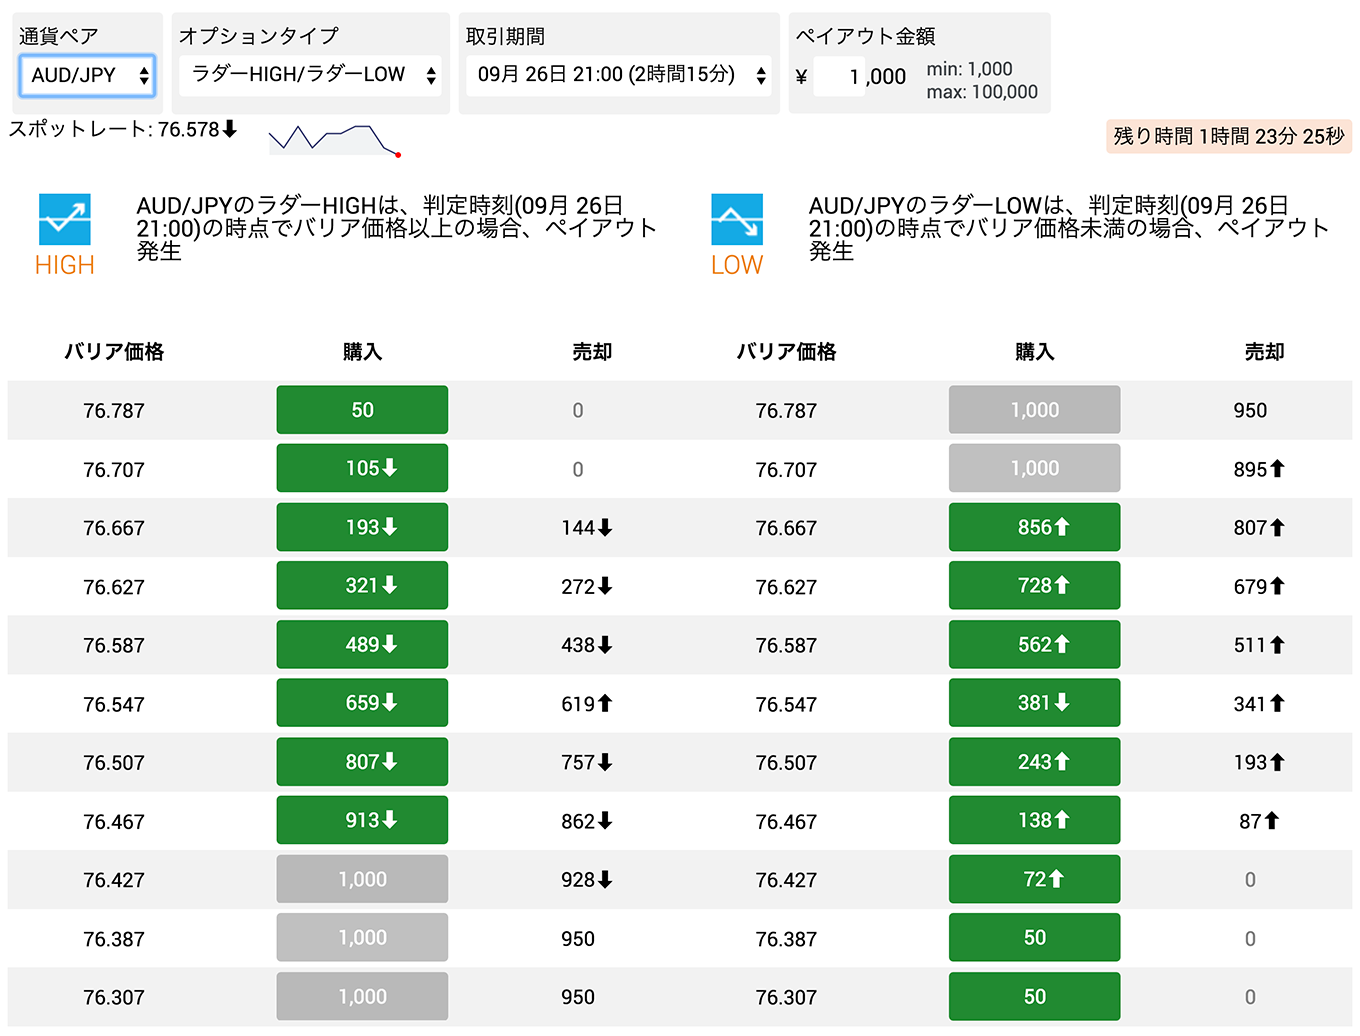 通貨ペア オプションタイプ 取引期間 ペイアウト金額
AUD/JPY ラダーHIGH/ラダーLOW 09月 26日 21:00 (2時間15分) ¥ 1,000 min: 1,000
max: 100,000
スポットレート: 76.578⬇ 残り時間 1時間 23分 25秒
AUD/JPYのラダーHIGHは、判定時刻(09月 26日
21:00)の時点でバリア価格以上の場合、ペイアウト
発生
HIGH
AUD/JPYのラダーLOWは、判定時刻(09月 26日
21:00)の時点でバリア価格未満の場合、ペイアウト
発生
LOW
バリア価格 購入 売却 バリア価格 購入 売却
76.787 50 0 76.787 1,000 950
76.707 105⬇ 0 76.707 1,000 895⬆
76.667 193⬇ 144⬇ 76.667 856⬆ 807⬆
76.627 321⬇ 272⬇ 76.627 728⬆ 679⬆
76.587 489⬇ 438⬇ 76.587 562⬆ 511⬆
76.547 659⬇ 619⬆ 76.547 381⬇ 341⬆
76.507 807⬇ 757⬇ 76.507 243⬆ 193⬆
76.467 913⬇ 862⬇ 76.467 138⬆ 87⬆
76.427 1,000 928⬇ 76.427 72⬆ 0
76.387 1,000 950 76.387 50 0
76.307 1,000 950 76.307 50 0